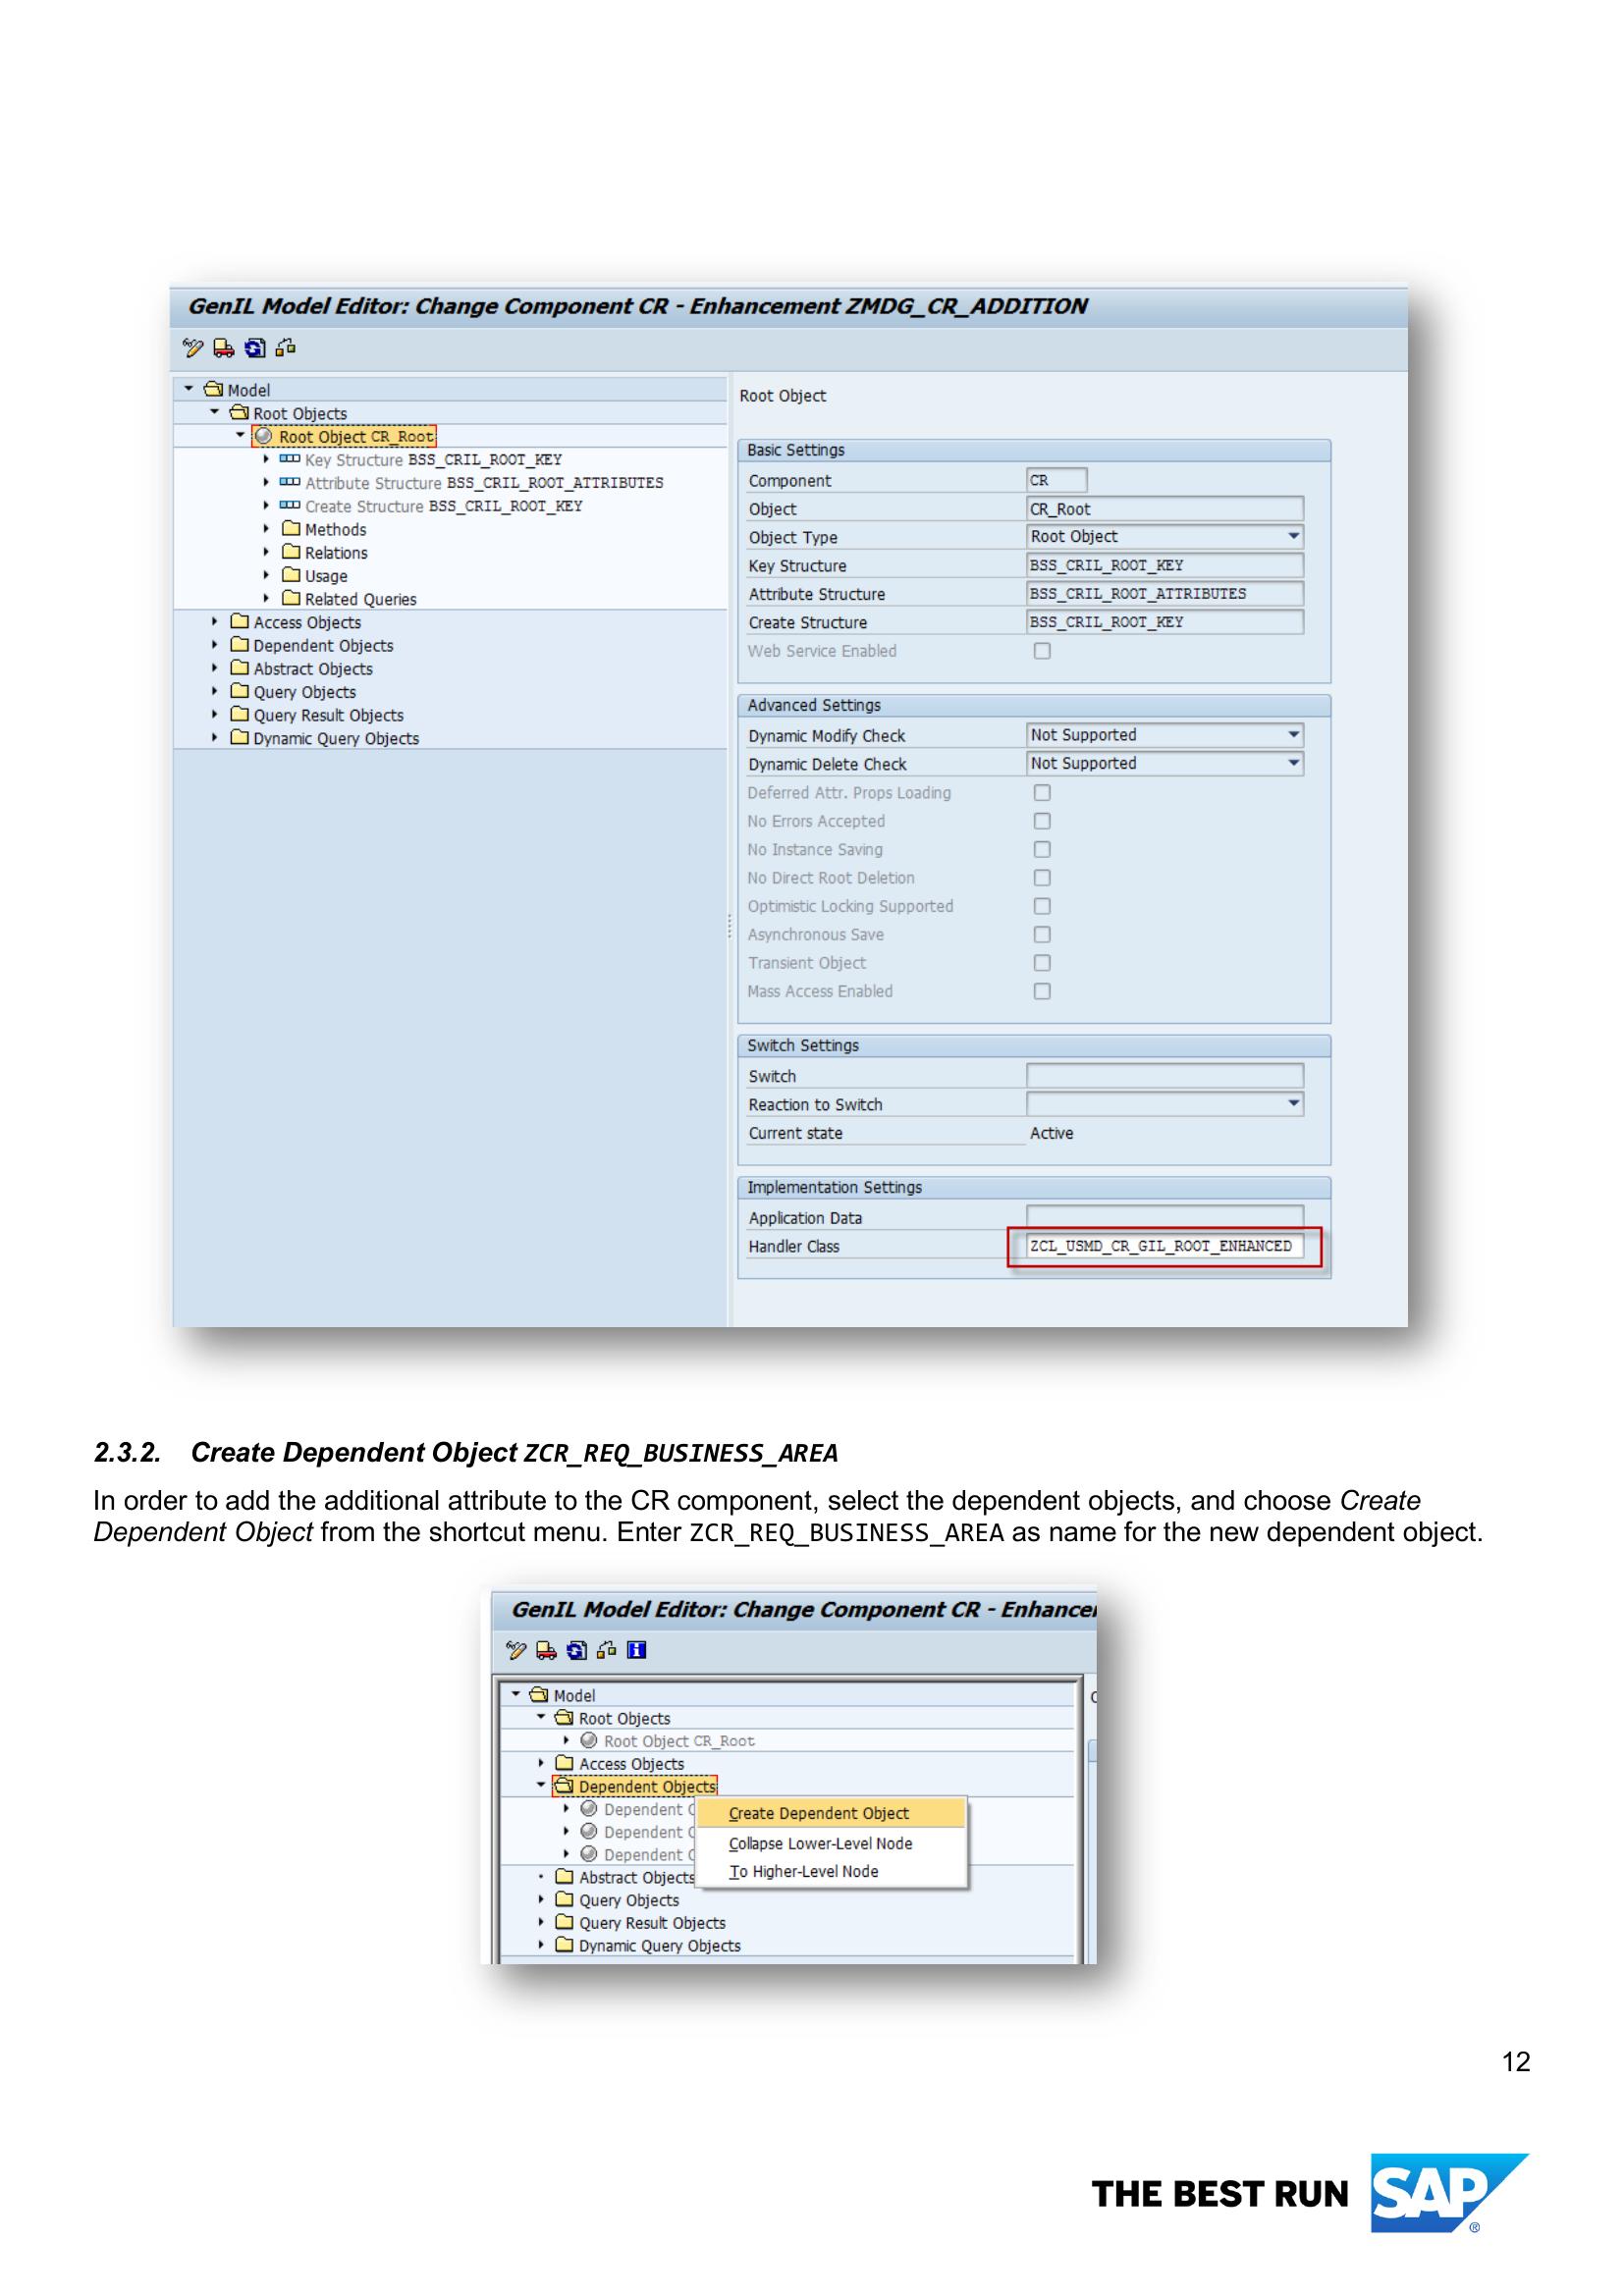 GenIL Model Editor: Change Component CR - Enhancement ZMDG_CR_ADDITION
Model
Root Objects
Root Object CR_Root
Key Structure BSS_CRIL_ROOT_KEY
Attribute Structure BSS_CRIL_ROOT_ATTRIBUTES
Create Structure BSS_CRIL_ROOT_KEY
Methods
Relations
Usage
Related Queries
Access Objects
Dependent Objects
Abstract Objects
Query Objects
Query Result Objects
Dynamic Query Objects
Root Object
Basic Settings
Component CR
Object CR_Root
Object Type Root Object
Key Structure BSS_CRIL_ROOT_KEY
Attribute Structure BSS_CRIL_ROOT_ATTRIBUTES
Create Structure BSS_CRIL_ROOT_KEY
Web Service Enabled
Advanced Settings
Dynamic Modify Check Not Supported
Dynamic Delete Check Not Supported
Deferred Attr. Props Loading
No Errors Accepted
No Instance Saving
No Direct Root Deletion
Optimistic Locking Supported
Asynchronous Save
Transient Object
Mass Access Enabled
Switch Settings
Switch
Reaction to Switch
Current state Active
Implementation Settings
Application Data
Handler Class ZCL_USMD_CR_GIL_ROOT_ENHANCED
2.3.2. Create Dependent Object ZCR_REQ_BUSINESS_AREA
In order to add the additional attribute to the CR component, select the dependent objects, and choose Create
Dependent Object from the shortcut menu. Enter ZCR_REQ_BUSINESS_AREA as name for the new dependent object.
GenIL Model Editor: Change Component CR - Enhancer
Model
Root Objects
Root Object CR_Root
Access Objects
Dependent Objects
Dependent
Dependent
Dependent
Create Dependent Object
Collapse Lower-Level Node
To Higher-Level Node
Abstract Objects
Query Objects
Query Result Objects
Dynamic Query Objects
12
THE BEST RUN SAP ®